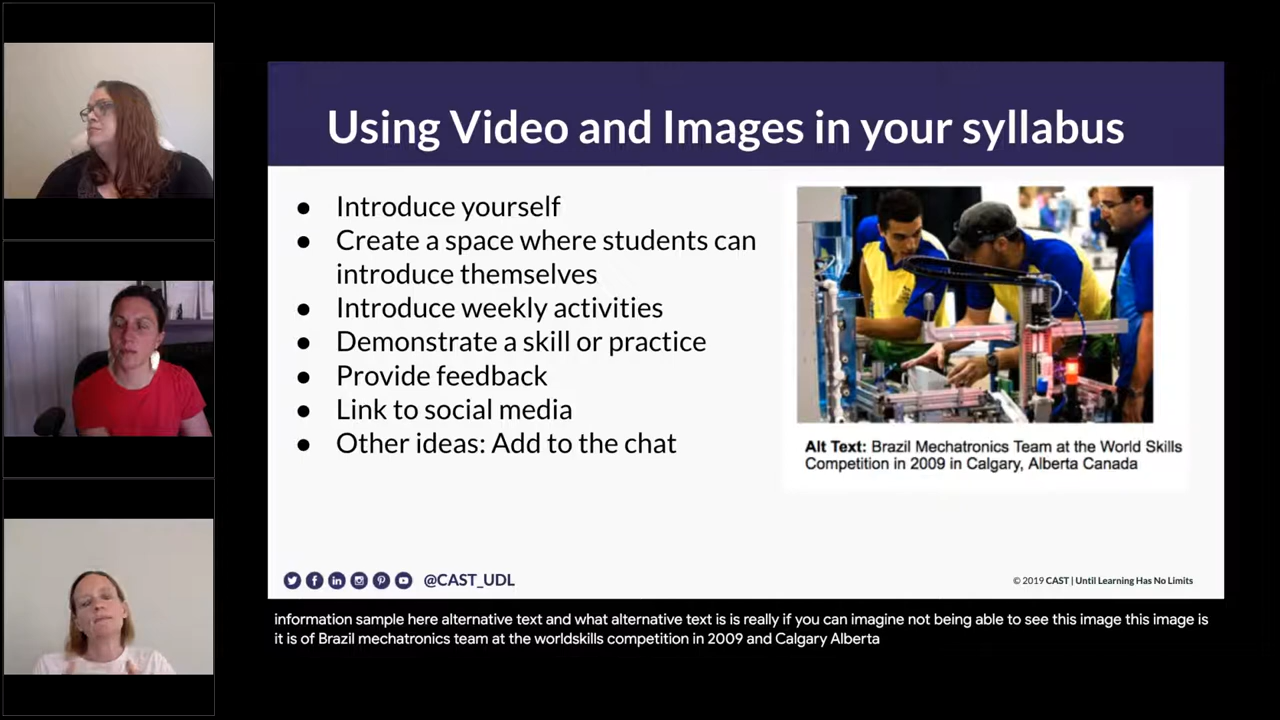 Using Video and Images in your syllabus
● Introduce yourself
● Create a space where students can
introduce themselves
● Introduce weekly activities
● Demonstrate a skill or practice
● Provide feedback
● Link to social media
● Other ideas: Add to the chat
Alt Text: Brazil Mechatronics Team at the World Skills
Competition in 2009 in Calgary, Alberta Canada
@CAST_UDL
© 2019 CAST | Until Learning Has No Limits
information sample here alternative text and what alternative text is is really if you can imagine not being able to see this image this image is
it is of Brazil mechatronics team at the worldskills competition in 2009 and Calgary Alberta